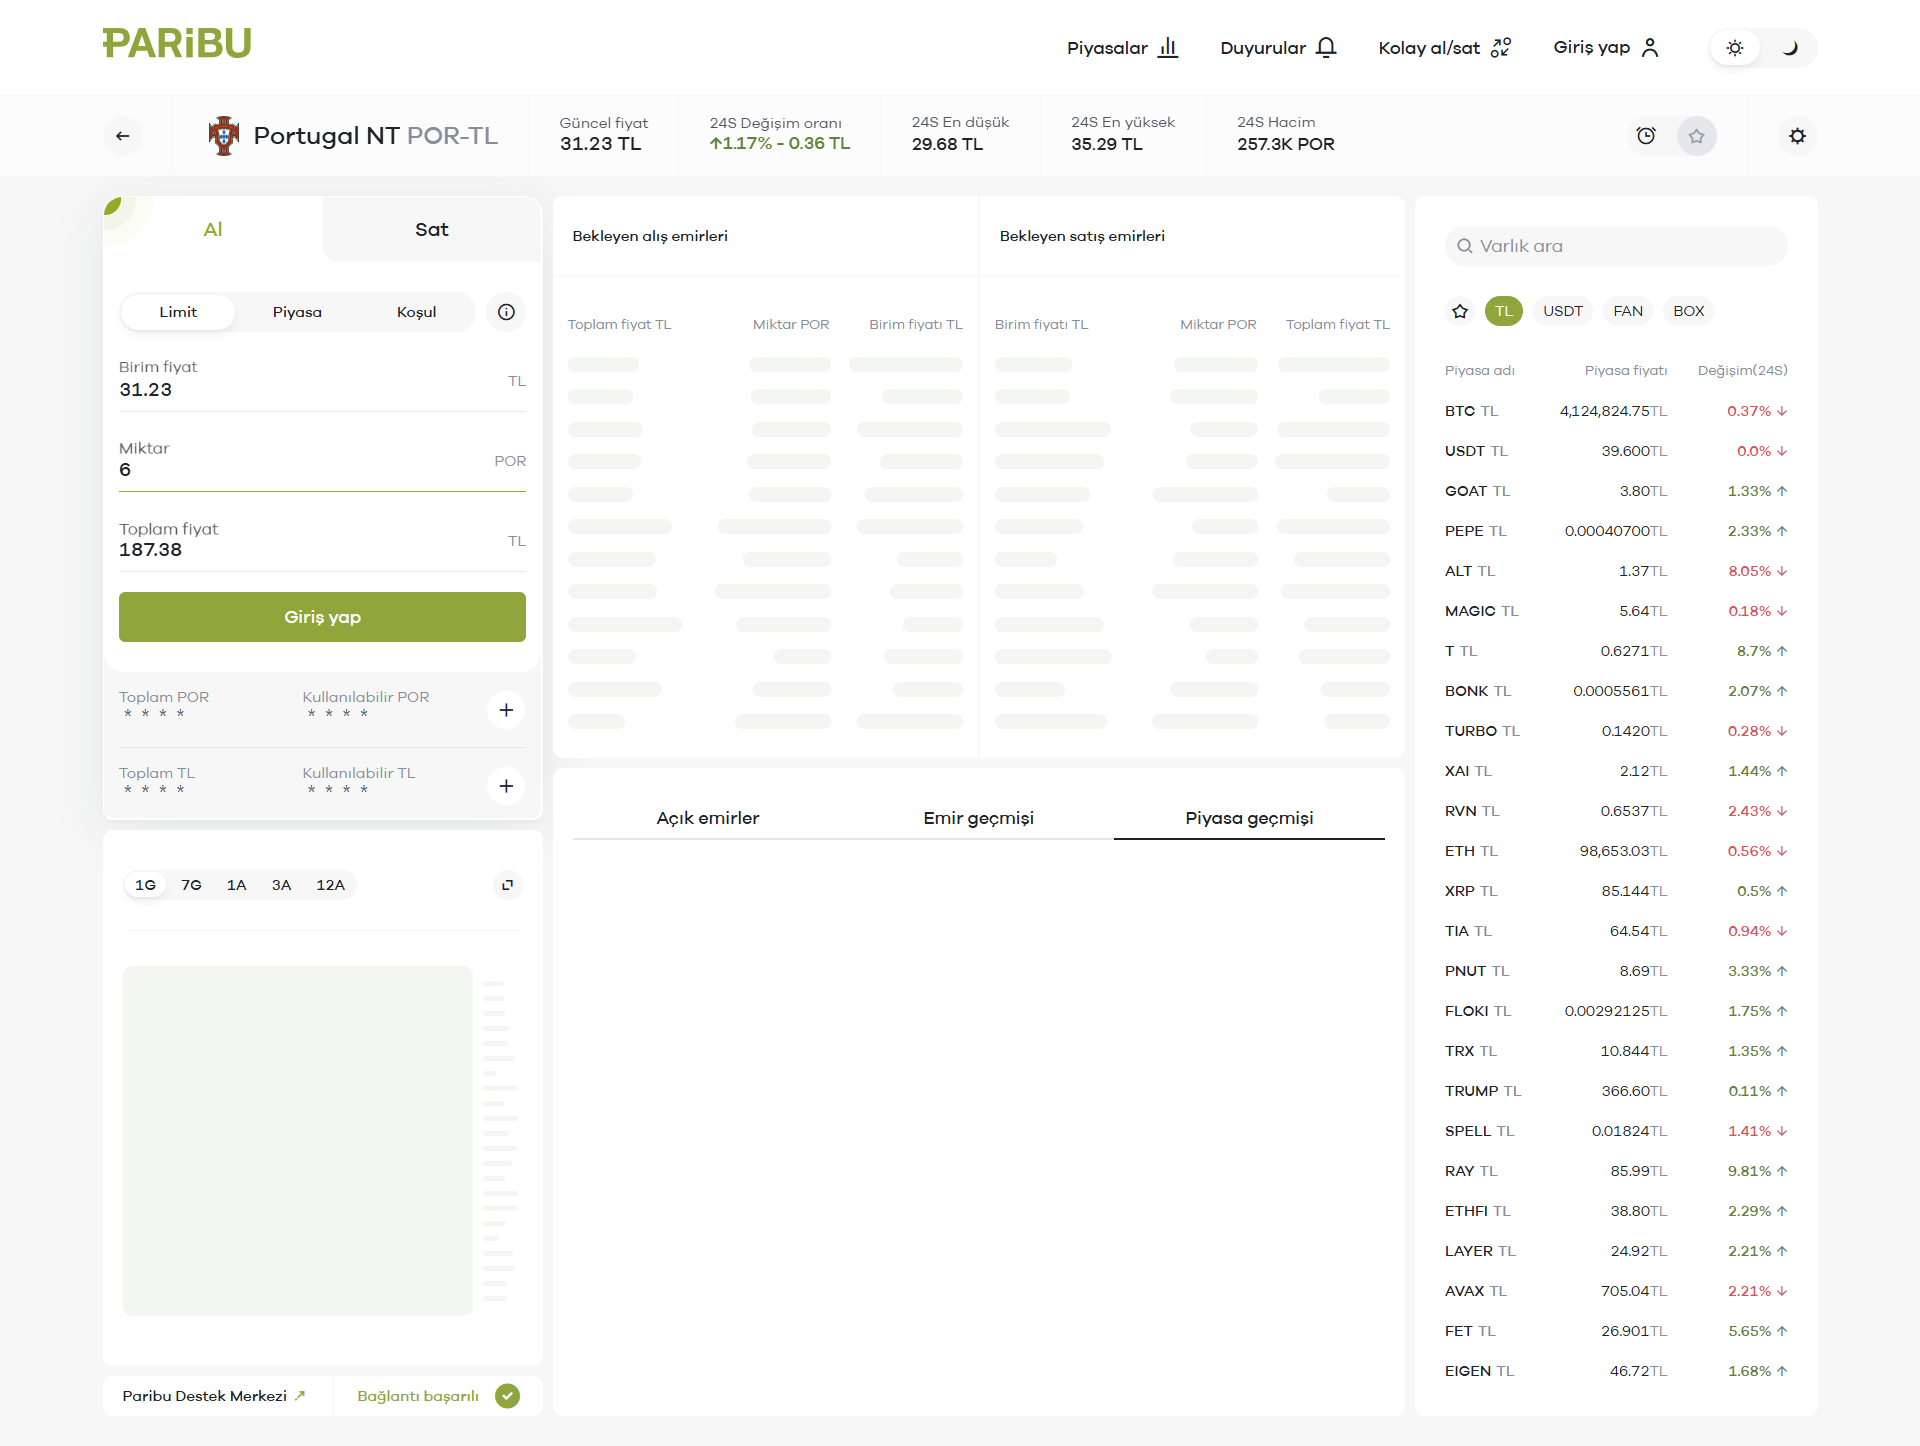 PARiBU
Piyasalar
Duyurular
Kolay al/sat
Giriş yap
Portugal NT POR-TL
Güncel fiyat
31.23 TL
24S Değişim oranı
↑1.17% - 0.36 TL
24S En düşük
29.68 TL
24S En yüksek
35.29 TL
24S Hacim
257.3K POR
Al
Sat
Limit
Piyasa
Koşul
Birim fiyat
31.23
TL
Miktar
6
POR
Toplam fiyat
187.38
TL
Giriş yap
Toplam POR
* * * *
Kullanılabilir POR
* * * *
Toplam TL
* * * *
Kullanılabilir TL
* * * *
1G 7G 1A 3A 12A
Paribu Destek Merkezi ↗
Bağlantı başarılı
Bekleyen alış emirleri
Toplam fiyat TL Miktar POR Birim fiyatı TL
Bekleyen satış emirleri
Birim fiyatı TL Miktar POR Toplam fiyat TL
Açık emirler
Emir geçmişi
Piyasa geçmişi
Varlık ara
TL USDT FAN BOX
Piyasa adı Piyasa fiyatı Değişim(24S)
BTC TL 4,124,824.75TL 0.37% ↓
USDT TL 39.600TL 0.0% ↓
GOAT TL 3.80TL 1.33% ↑
PEPE TL 0.00040700TL 2.33% ↑
ALT TL 1.37TL 8.05% ↓
MAGIC TL 5.64TL 0.18% ↓
T TL 0.6271TL 8.7% ↑
BONK TL 0.0005561TL 2.07% ↑
TURBO TL 0.1420TL 0.28% ↓
XAI TL 2.12TL 1.44% ↑
RVN TL 0.6537TL 2.43% ↓
ETH TL 98,653.03TL 0.56% ↓
XRP TL 85.144TL 0.5% ↑
TIA TL 64.54TL 0.94% ↓
PNUT TL 8.69TL 3.33% ↑
FLOKI TL 0.00292125TL 1.75% ↑
TRX TL 10.844TL 1.35% ↑
TRUMP TL 366.60TL 0.11% ↑
SPELL TL 0.01824TL 1.41% ↓
RAY TL 85.99TL 9.81% ↑
ETHFI TL 38.80TL 2.29% ↑
LAYER TL 24.92TL 2.21% ↑
AVAX TL 705.04TL 2.21% ↓
FET TL 26.901TL 5.65% ↑
EIGEN TL 46.72TL 1.68% ↑